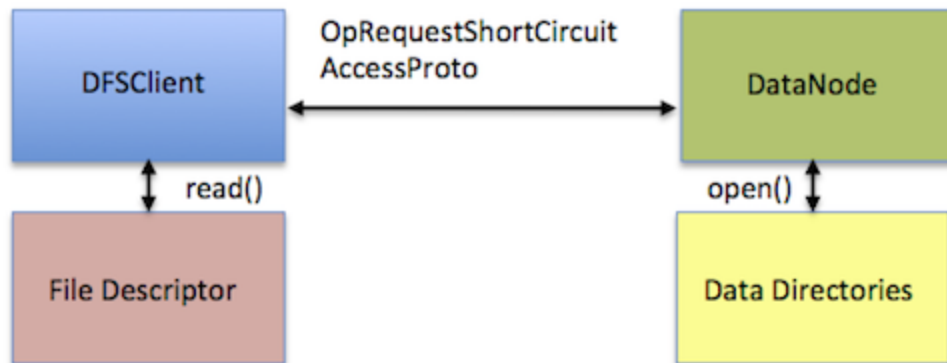 DFSClient
OpRequestShortCircuit
AccessProto
DataNode
read()
open()
File Descriptor
Data Directories